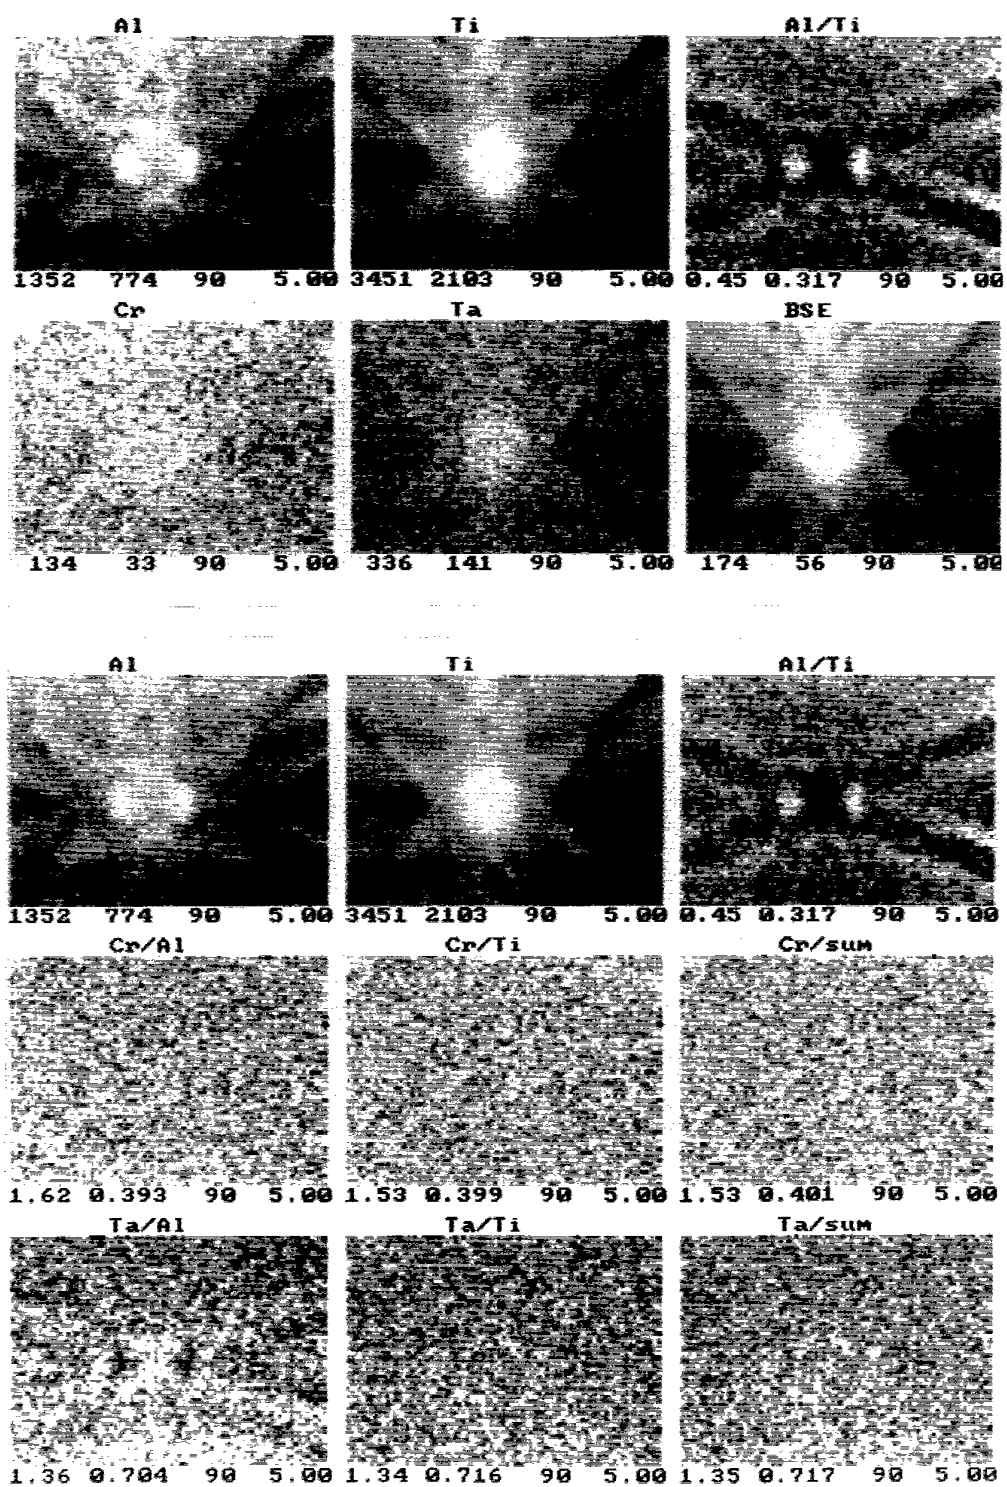 Al Ti Al/Ti
1352 774 90 5.00 3451 2103 90 5.00 0.45 0.317 90 5.00
Cr Ta BSE
134 33 90 5.00 336 141 90 5.00 174 56 90 5.00
Al Ti Al/Ti
1352 774 90 5.00 3451 2103 90 5.00 0.45 0.317 90 5.00
Cr/Al Cr/Ti Cr/sum
1.62 0.393 90 5.00 1.53 0.399 90 5.00 1.53 0.401 90 5.00
Ta/Al Ta/Ti Ta/sum
1.36 0.704 90 5.00 1.34 0.716 90 5.00 1.35 0.717 90 5.00